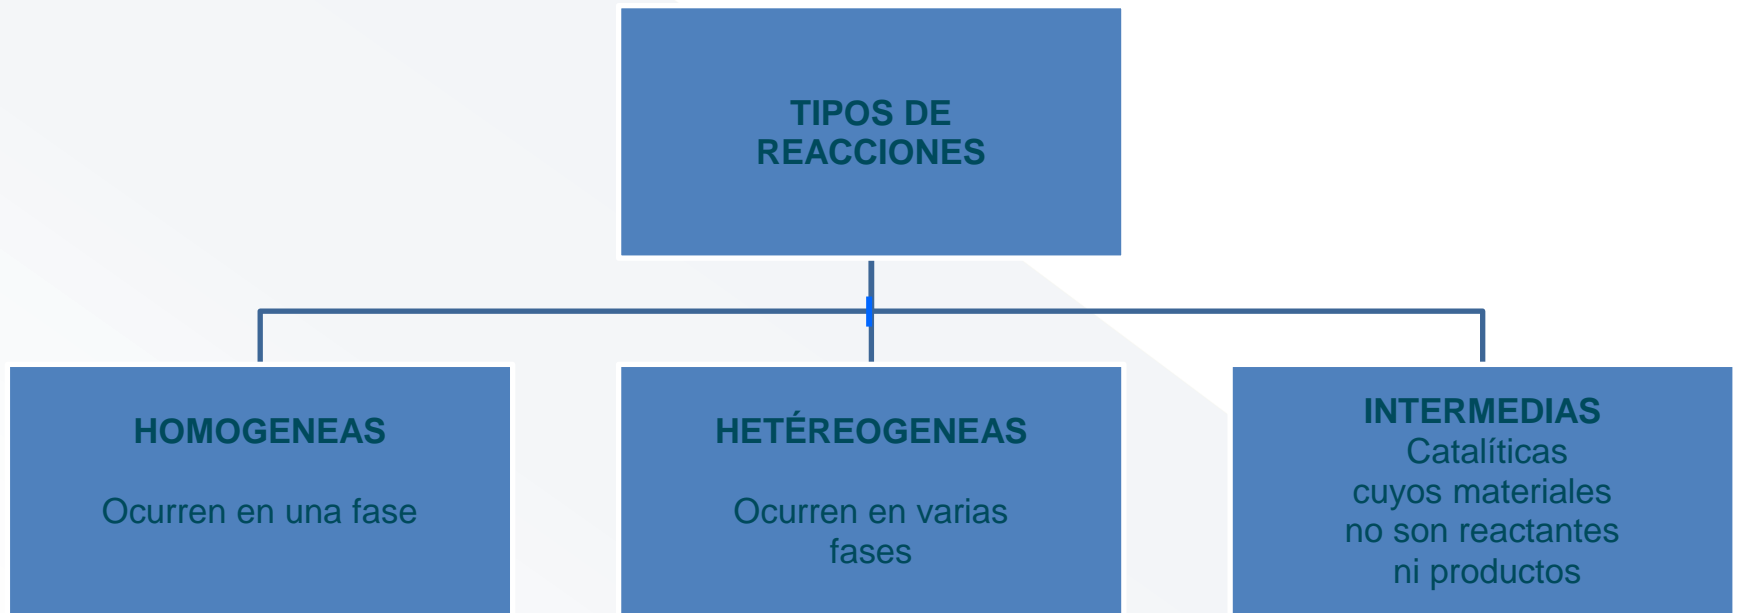 TIPOS DE
REACCIONES
HOMOGENEAS
Ocurren en una fase
HETÉREOGENEAS
Ocurren en varias
fases
INTERMEDIAS
Catalíticas
cuyos materiales
no son reactantes
ni productos